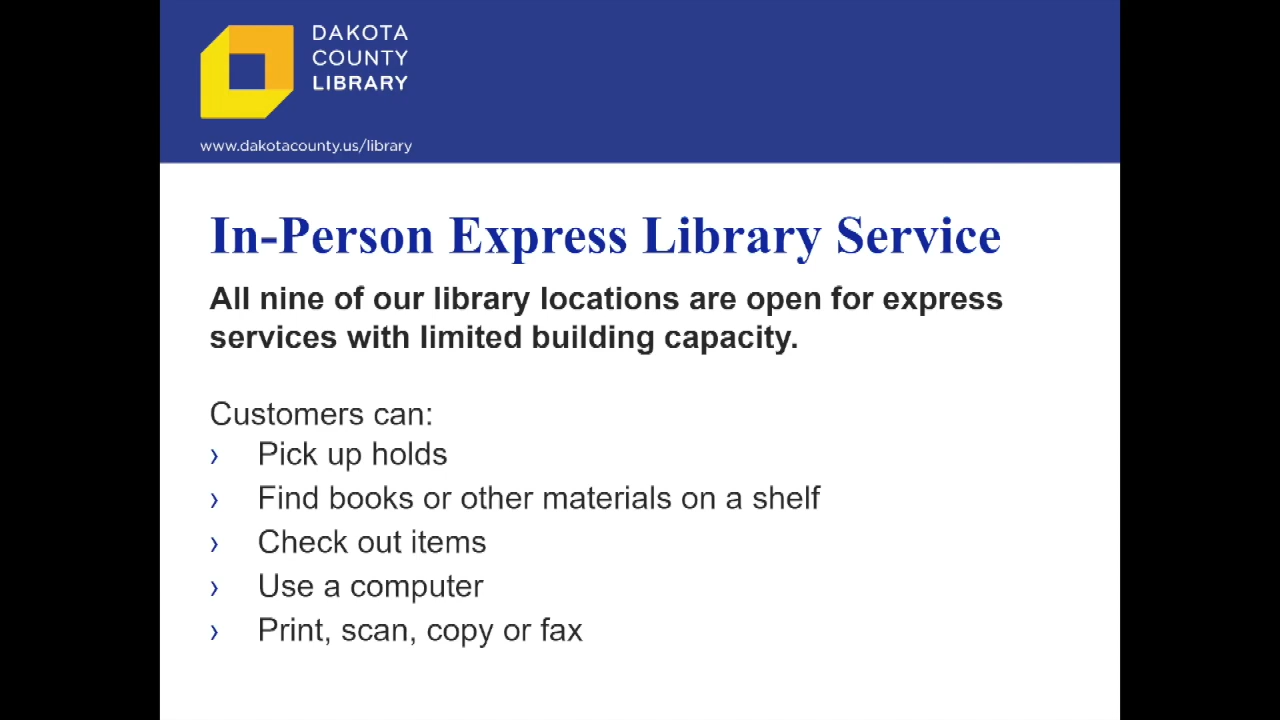 DAKOTA
COUNTY
LIBRARY
www.dakotacounty.us/library
In-Person Express Library Service
All nine of our library locations are open for express
services with limited building capacity.
Customers can:
› Pick up holds
› Find books or other materials on a shelf
› Check out items
› Use a computer
› Print, scan, copy or fax